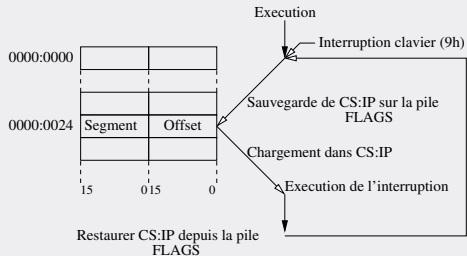 Execution
Interruption clavier (9h)
0000:0000
Sauvegarde de CS:IP sur la pile
FLAGS
0000:0024
Segment
Offset
Chargement dans CS:IP
15
0
15
0
Execution de l'interruption
Restaurer CS:IP depuis la pile
FLAGS